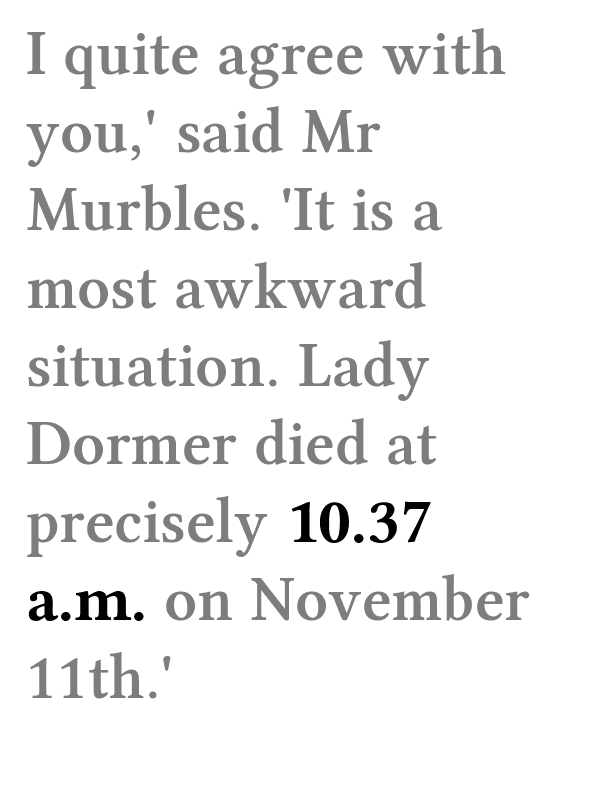 I quite agree with
you,' said Mr
Murbles. 'It is a
most awkward
situation. Lady
Dormer died at
precisely 10.37
a.m. on November
11th.'